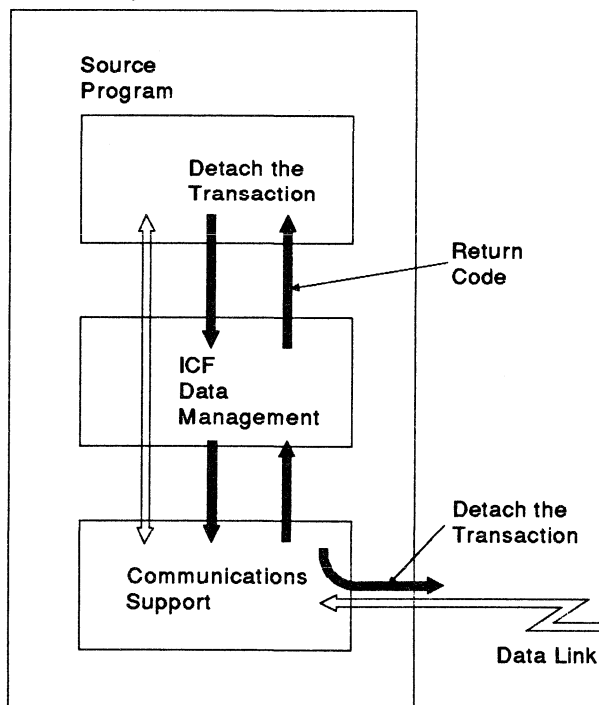 Source
Program
Detach the
Transaction
Return
Code
ICF
Data
Management
Detach the
Transaction
Communications
Support
Data Link